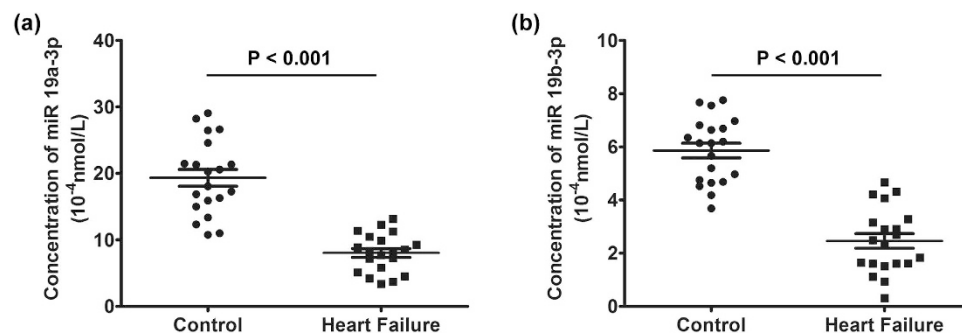 (a)
Concentration of miR 19a-3p
(10⁻⁴nmol/L)
40
30
20
10
0
P < 0.001
Control
Heart Failure
(b)
Concentration of miR 19b-3p
(10⁻⁴nmol/L)
10
8
6
4
2
0
P < 0.001
Control
Heart Failure